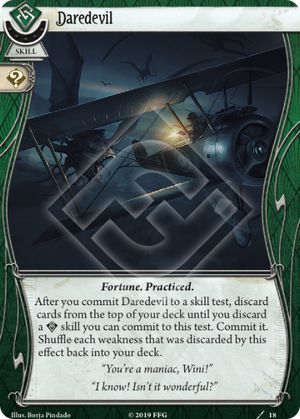 Daredevil
SKILL
?
Fortune. Practiced.
After you commit Daredevil to a skill test, discard
cards from the top of your deck until you discard
a skill you can commit to this test. Commit it.
Shuffle each weakness that was discarded by this
effect back into your deck.
“You’re a maniac, Wini!”
“I know! Isn’t it wonderful?”
Illus. Borja Pindado
© 2019 FFG
18